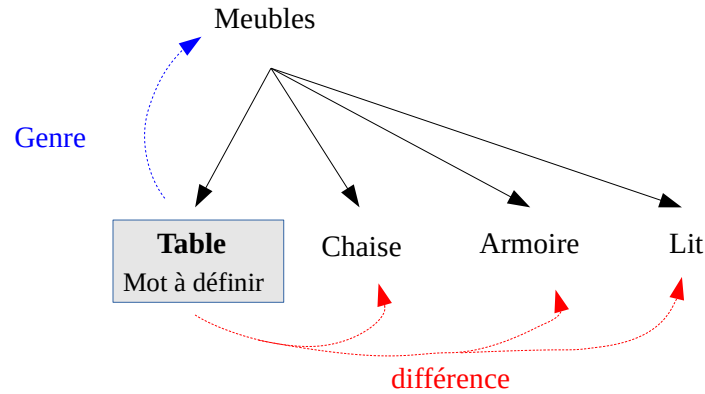 Meubles
Genre
Table
Mot à définir
Chaise
Armoire
Lit
différence